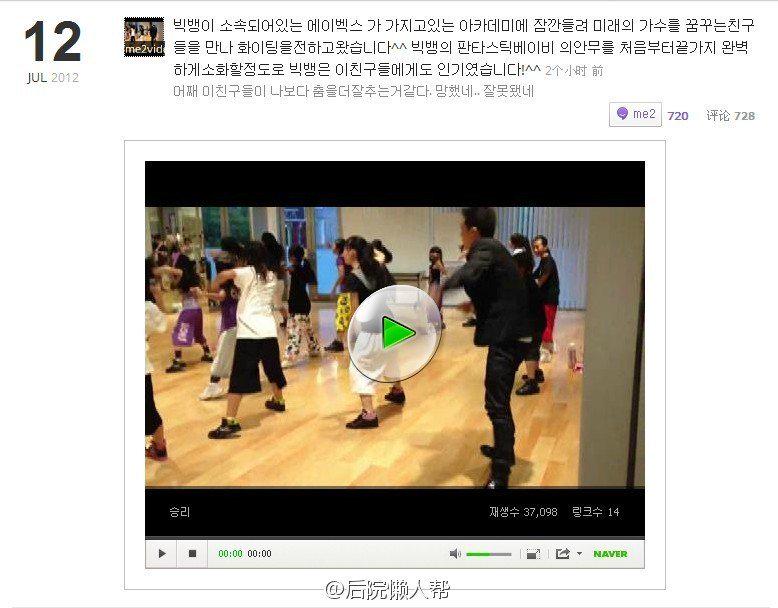 12
JUL 2012
me2video
빅뱅이 소속되어있는 에이벡스 가 가지고있는 아카데미에 잠깐들려 미래의 가수를 꿈꾸는친구
들을 만나 화이팅을전하고왔습니다^^ 빅뱅의 판타스틱베이비 의안무를 처음부터끝가지 완벽
하게소화할정도로 빅뱅은 이친구들에게도 인기였습니다!^^ 2个小时 前
어째 이친구들이 나보다 춤을더잘추는거같다. 망했네.. 잘못됐네
me2 720 评论 728
승리 재생수 37,098 링크수 14
00:00 00:00 NAVER
@后院懒人帮